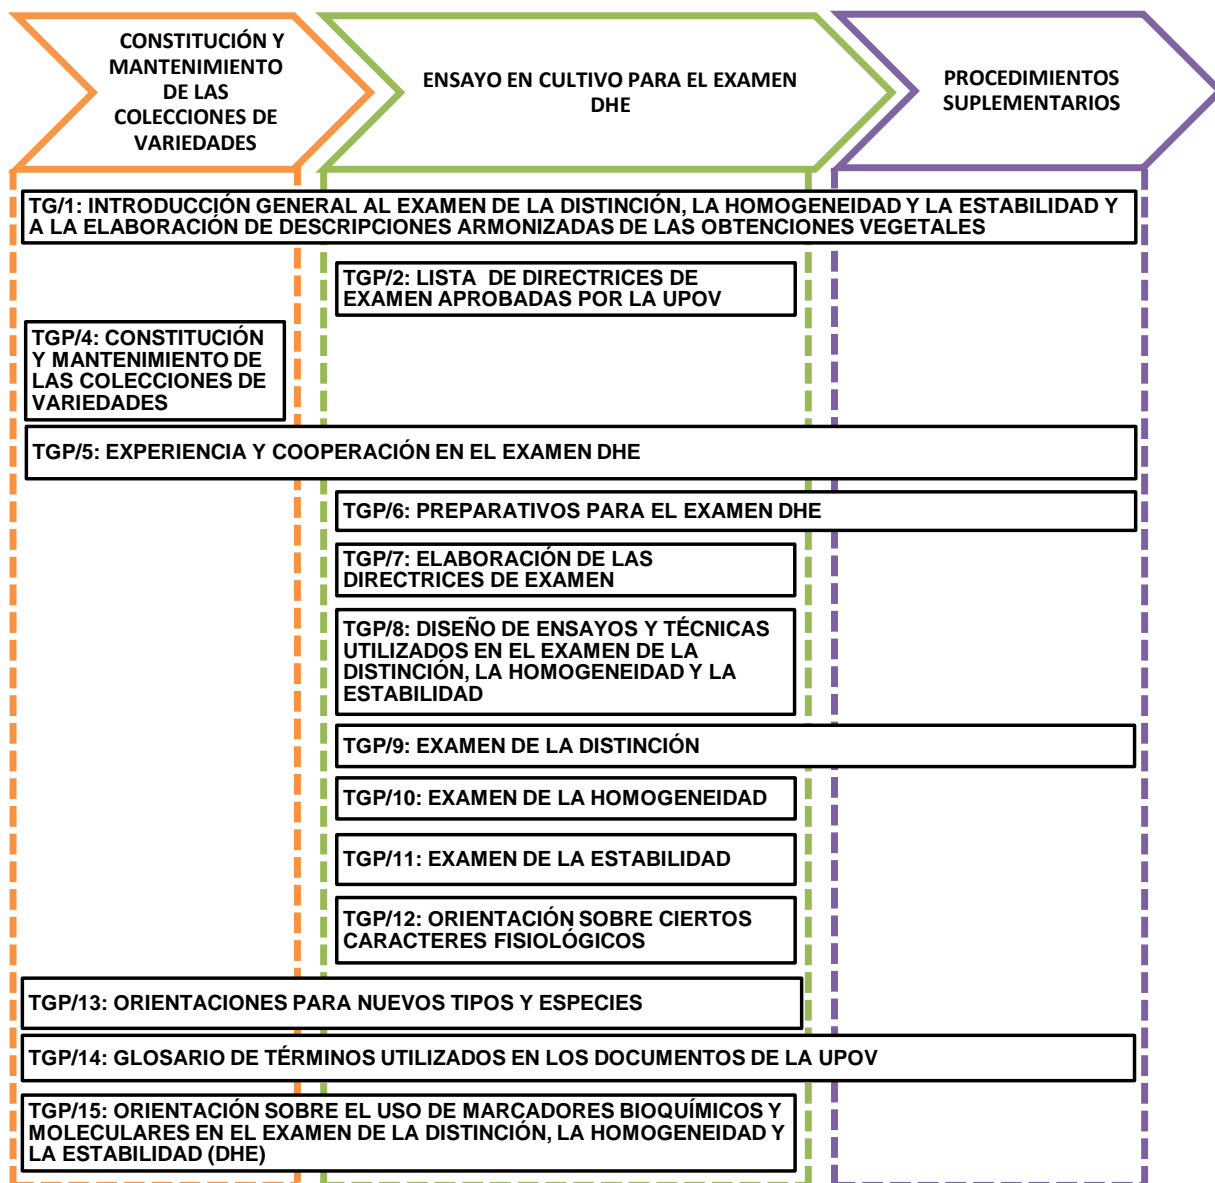 CONSTITUCIÓN Y
MANTENIMIENTO
DE LAS
COLECCIONES DE
VARIEDADES
ENSAYO EN CULTIVO PARA EL EXAMEN
DHE
PROCEDIMIENTOS
SUPLEMENTARIOS
TG/1: INTRODUCCIÓN GENERAL AL EXAMEN DE LA DISTINCIÓN, LA HOMOGENEIDAD Y LA ESTABILIDAD Y
A LA ELABORACIÓN DE DESCRIPCIONES ARMONIZADAS DE LAS OBTENCIONES VEGETALES
TGP/2: LISTA DE DIRECTRICES DE
EXAMEN APROBADAS POR LA UPOV
TGP/4: CONSTITUCIÓN
Y MANTENIMIENTO DE
LAS COLECCIONES DE
VARIEDADES
TGP/5: EXPERIENCIA Y COOPERACIÓN EN EL EXAMEN DHE
TGP/6: PREPARATIVOS PARA EL EXAMEN DHE
TGP/7: ELABORACIÓN DE LAS
DIRECTRICES DE EXAMEN
TGP/8: DISEÑO DE ENSAYOS Y TÉCNICAS
UTILIZADOS EN EL EXAMEN DE LA
DISTINCIÓN, LA HOMOGENEIDAD Y LA
ESTABILIDAD
TGP/9: EXAMEN DE LA DISTINCIÓN
TGP/10: EXAMEN DE LA HOMOGENEIDAD
TGP/11: EXAMEN DE LA ESTABILIDAD
TGP/12: ORIENTACIÓN SOBRE CIERTOS
CARACTERES FISIOLÓGICOS
TGP/13: ORIENTACIONES PARA NUEVOS TIPOS Y ESPECIES
TGP/14: GLOSARIO DE TÉRMINOS UTILIZADOS EN LOS DOCUMENTOS DE LA UPOV
TGP/15: ORIENTACIÓN SOBRE EL USO DE MARCADORES BIOQUÍMICOS Y
MOLECULARES EN EL EXAMEN DE LA DISTINCIÓN, LA HOMOGENEIDAD Y
LA ESTABILIDAD (DHE)